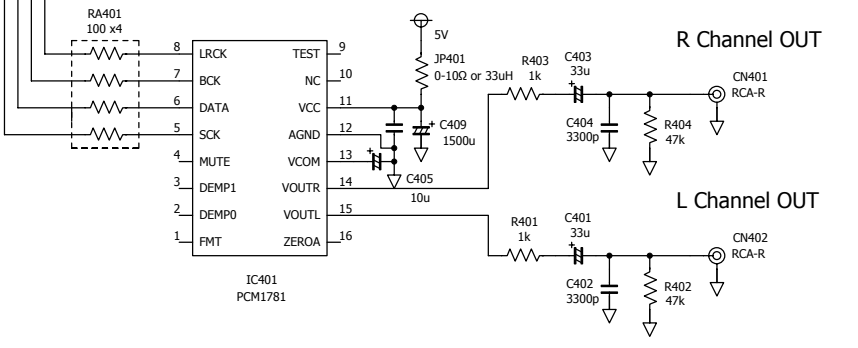 RA401
100 x4
8
LRCK
7
BCK
6
DATA
5
SCK
4
MUTE
3
DEMP1
2
DEMP0
1
FMT
TEST
9
NC
10
VCC
11
AGND
12
VCOM
13
VOUTR
14
VOUTL
15
ZEROA
16
IC401
PCM1781
5V
JP401
0-10Ω or 33uH
+
C409
1500u
+
C405
10u
R403
1k
C403
33u
+
C404
3300p
R404
47k
R Channel OUT
CN401
RCA-R
R401
1k
C401
33u
+
C402
3300p
R402
47k
L Channel OUT
CN402
RCA-R